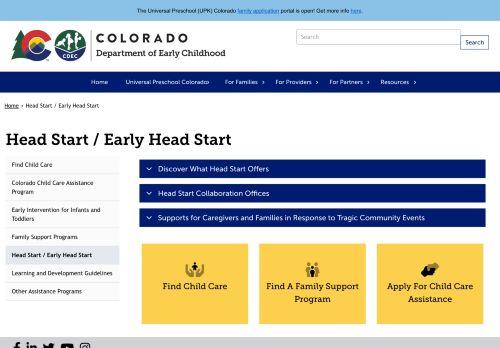 The Universal Preschool (UPK) Colorado family application portal is open! Get more info here.
CDEC
COLORADO
Department of Early Childhood
Search
Search
Home
Universal Preschool Colorado
For Families
For Providers
For Partners
Resources
Home › Head Start / Early Head Start
Head Start / Early Head Start
Find Child Care
Colorado Child Care Assistance
Program
Early Intervention for Infants and
Toddlers
Family Support Programs
Head Start / Early Head Start
Learning and Development Guidelines
Other Assistance Programs
Discover What Head Start Offers
Head Start Collaboration Offices
Supports for Caregivers and Families in Response to Tragic Community Events
Find Child Care
Find A Family Support
Program
Apply For Child Care
Assistance